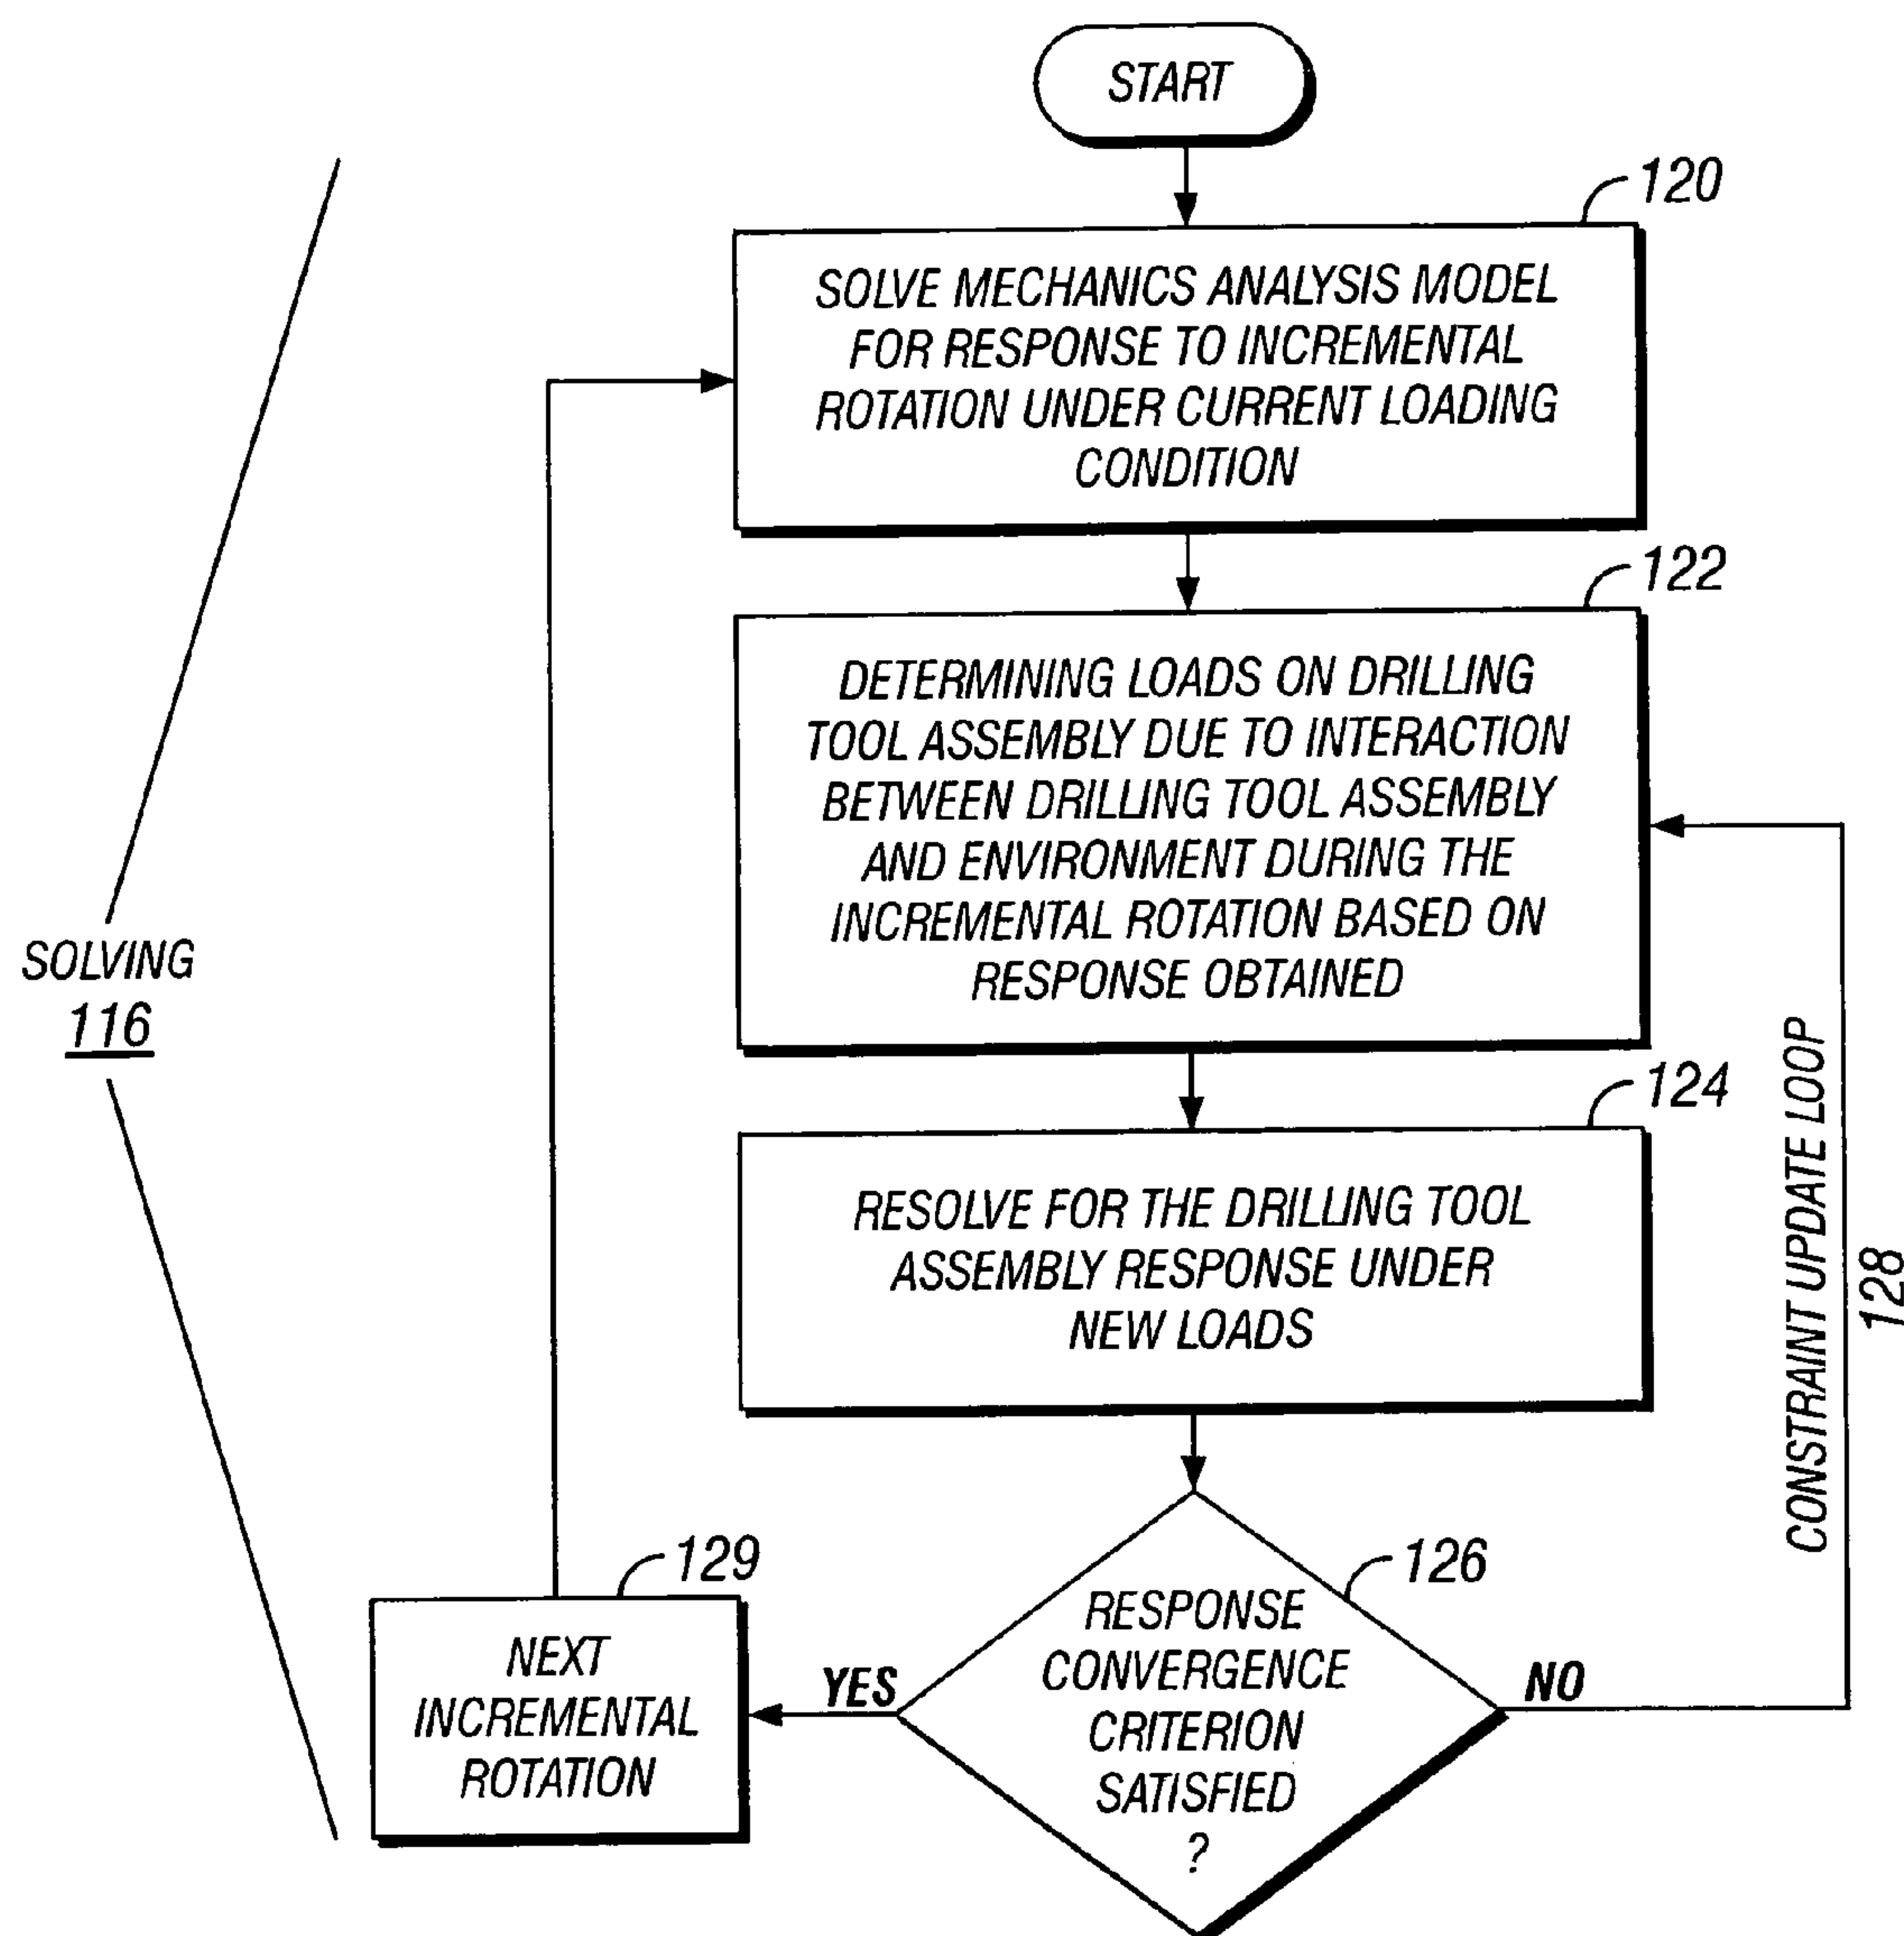 START
120
SOLVE MECHANICS ANALYSIS MODEL
FOR RESPONSE TO INCREMENTAL
ROTATION UNDER CURRENT LOADING
CONDITION
122
DETERMINING LOADS ON DRILLING
TOOL ASSEMBLY DUE TO INTERACTION
BETWEEN DRILLING TOOL ASSEMBLY
AND ENVIRONMENT DURING THE
INCREMENTAL ROTATION BASED ON
RESPONSE OBTAINED
SOLVING
116
124
RESOLVE FOR THE DRILLING TOOL
ASSEMBLY RESPONSE UNDER
NEW LOADS
CONSTRAINT UPDATE LOOP
128
126
RESPONSE
CONVERGENCE
CRITERION
SATISFIED
?
YES
NO
129
NEXT
INCREMENTAL
ROTATION